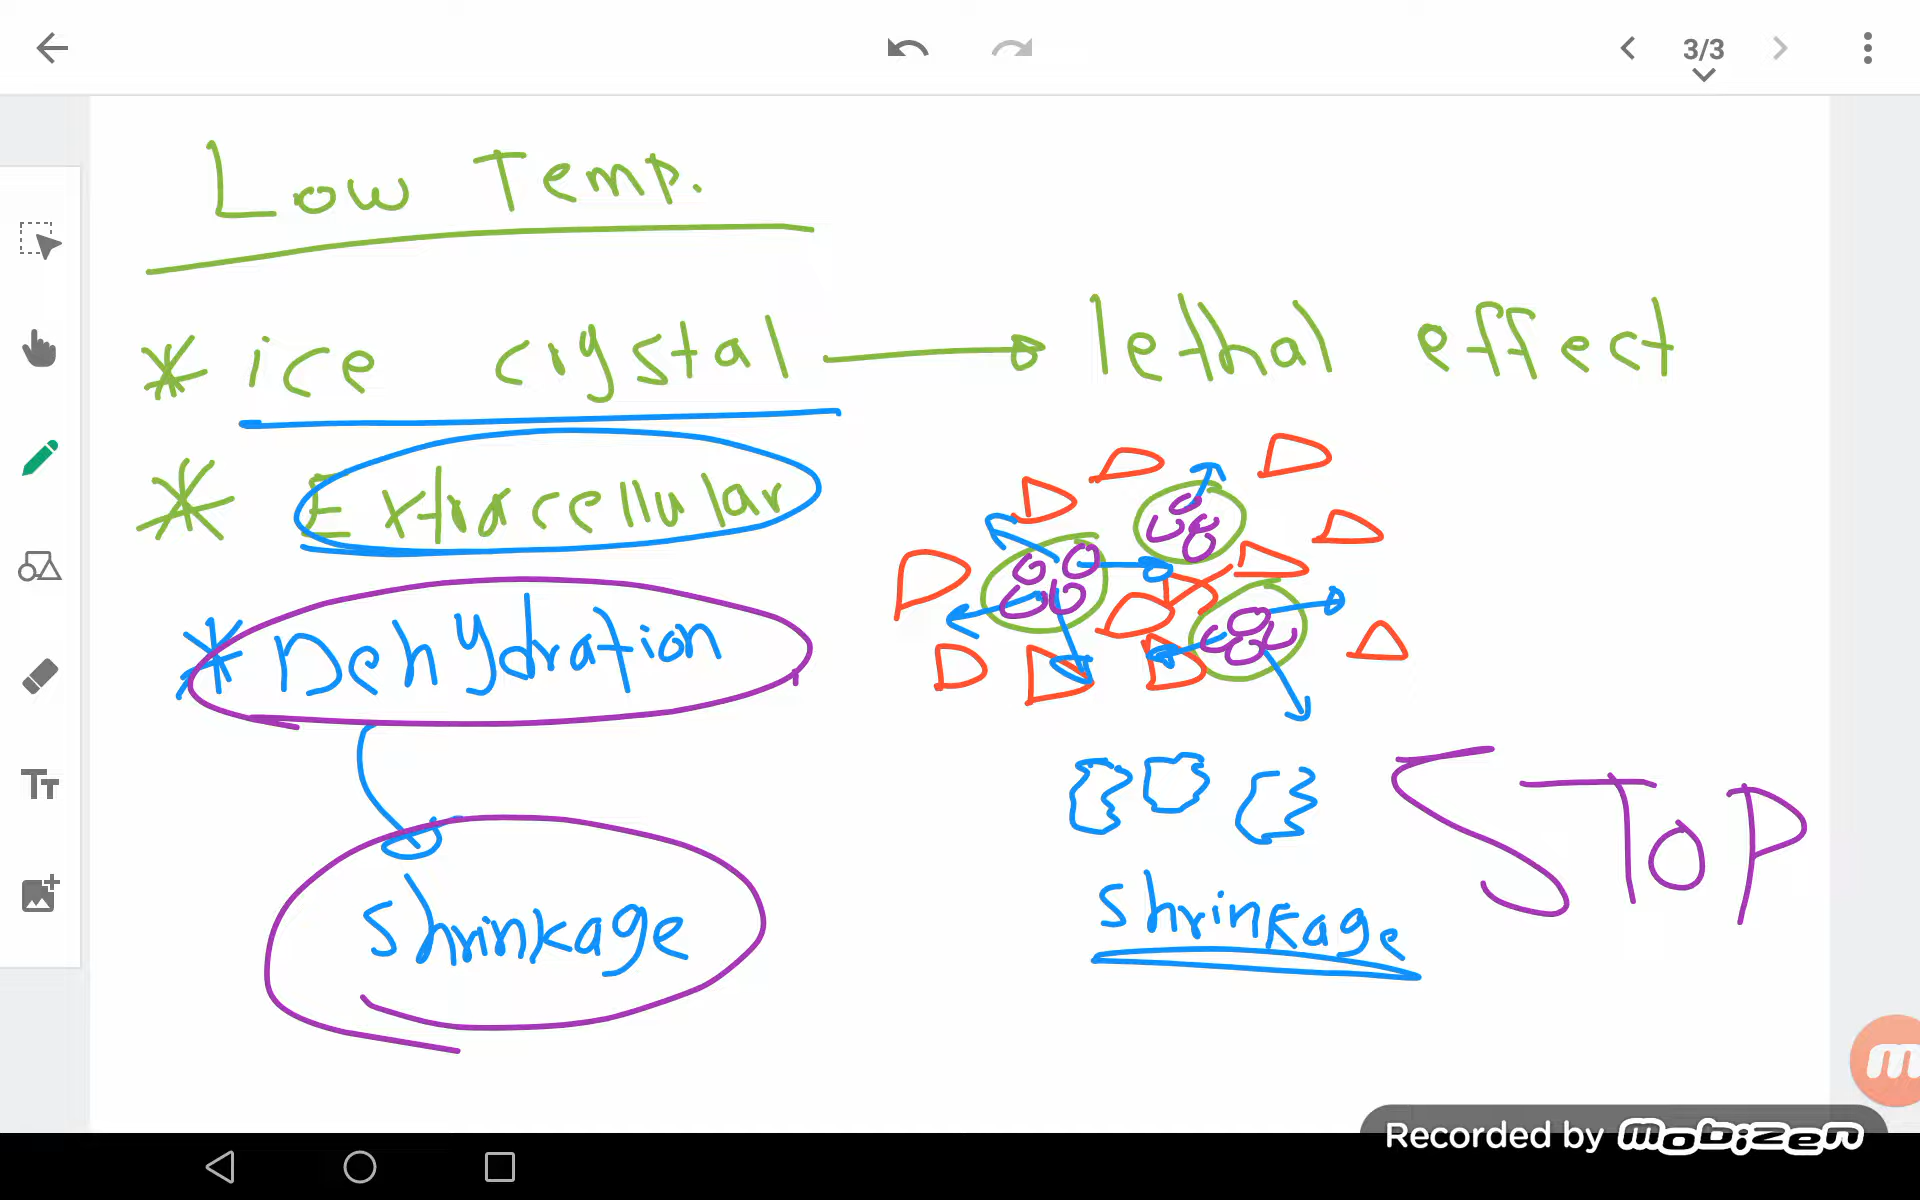 3/3
Low Temp.
* ice crystal → lethal effect
* Extracellular
* Dehydration
STOP
shrinkage
shrinkage
Recorded by mobizen